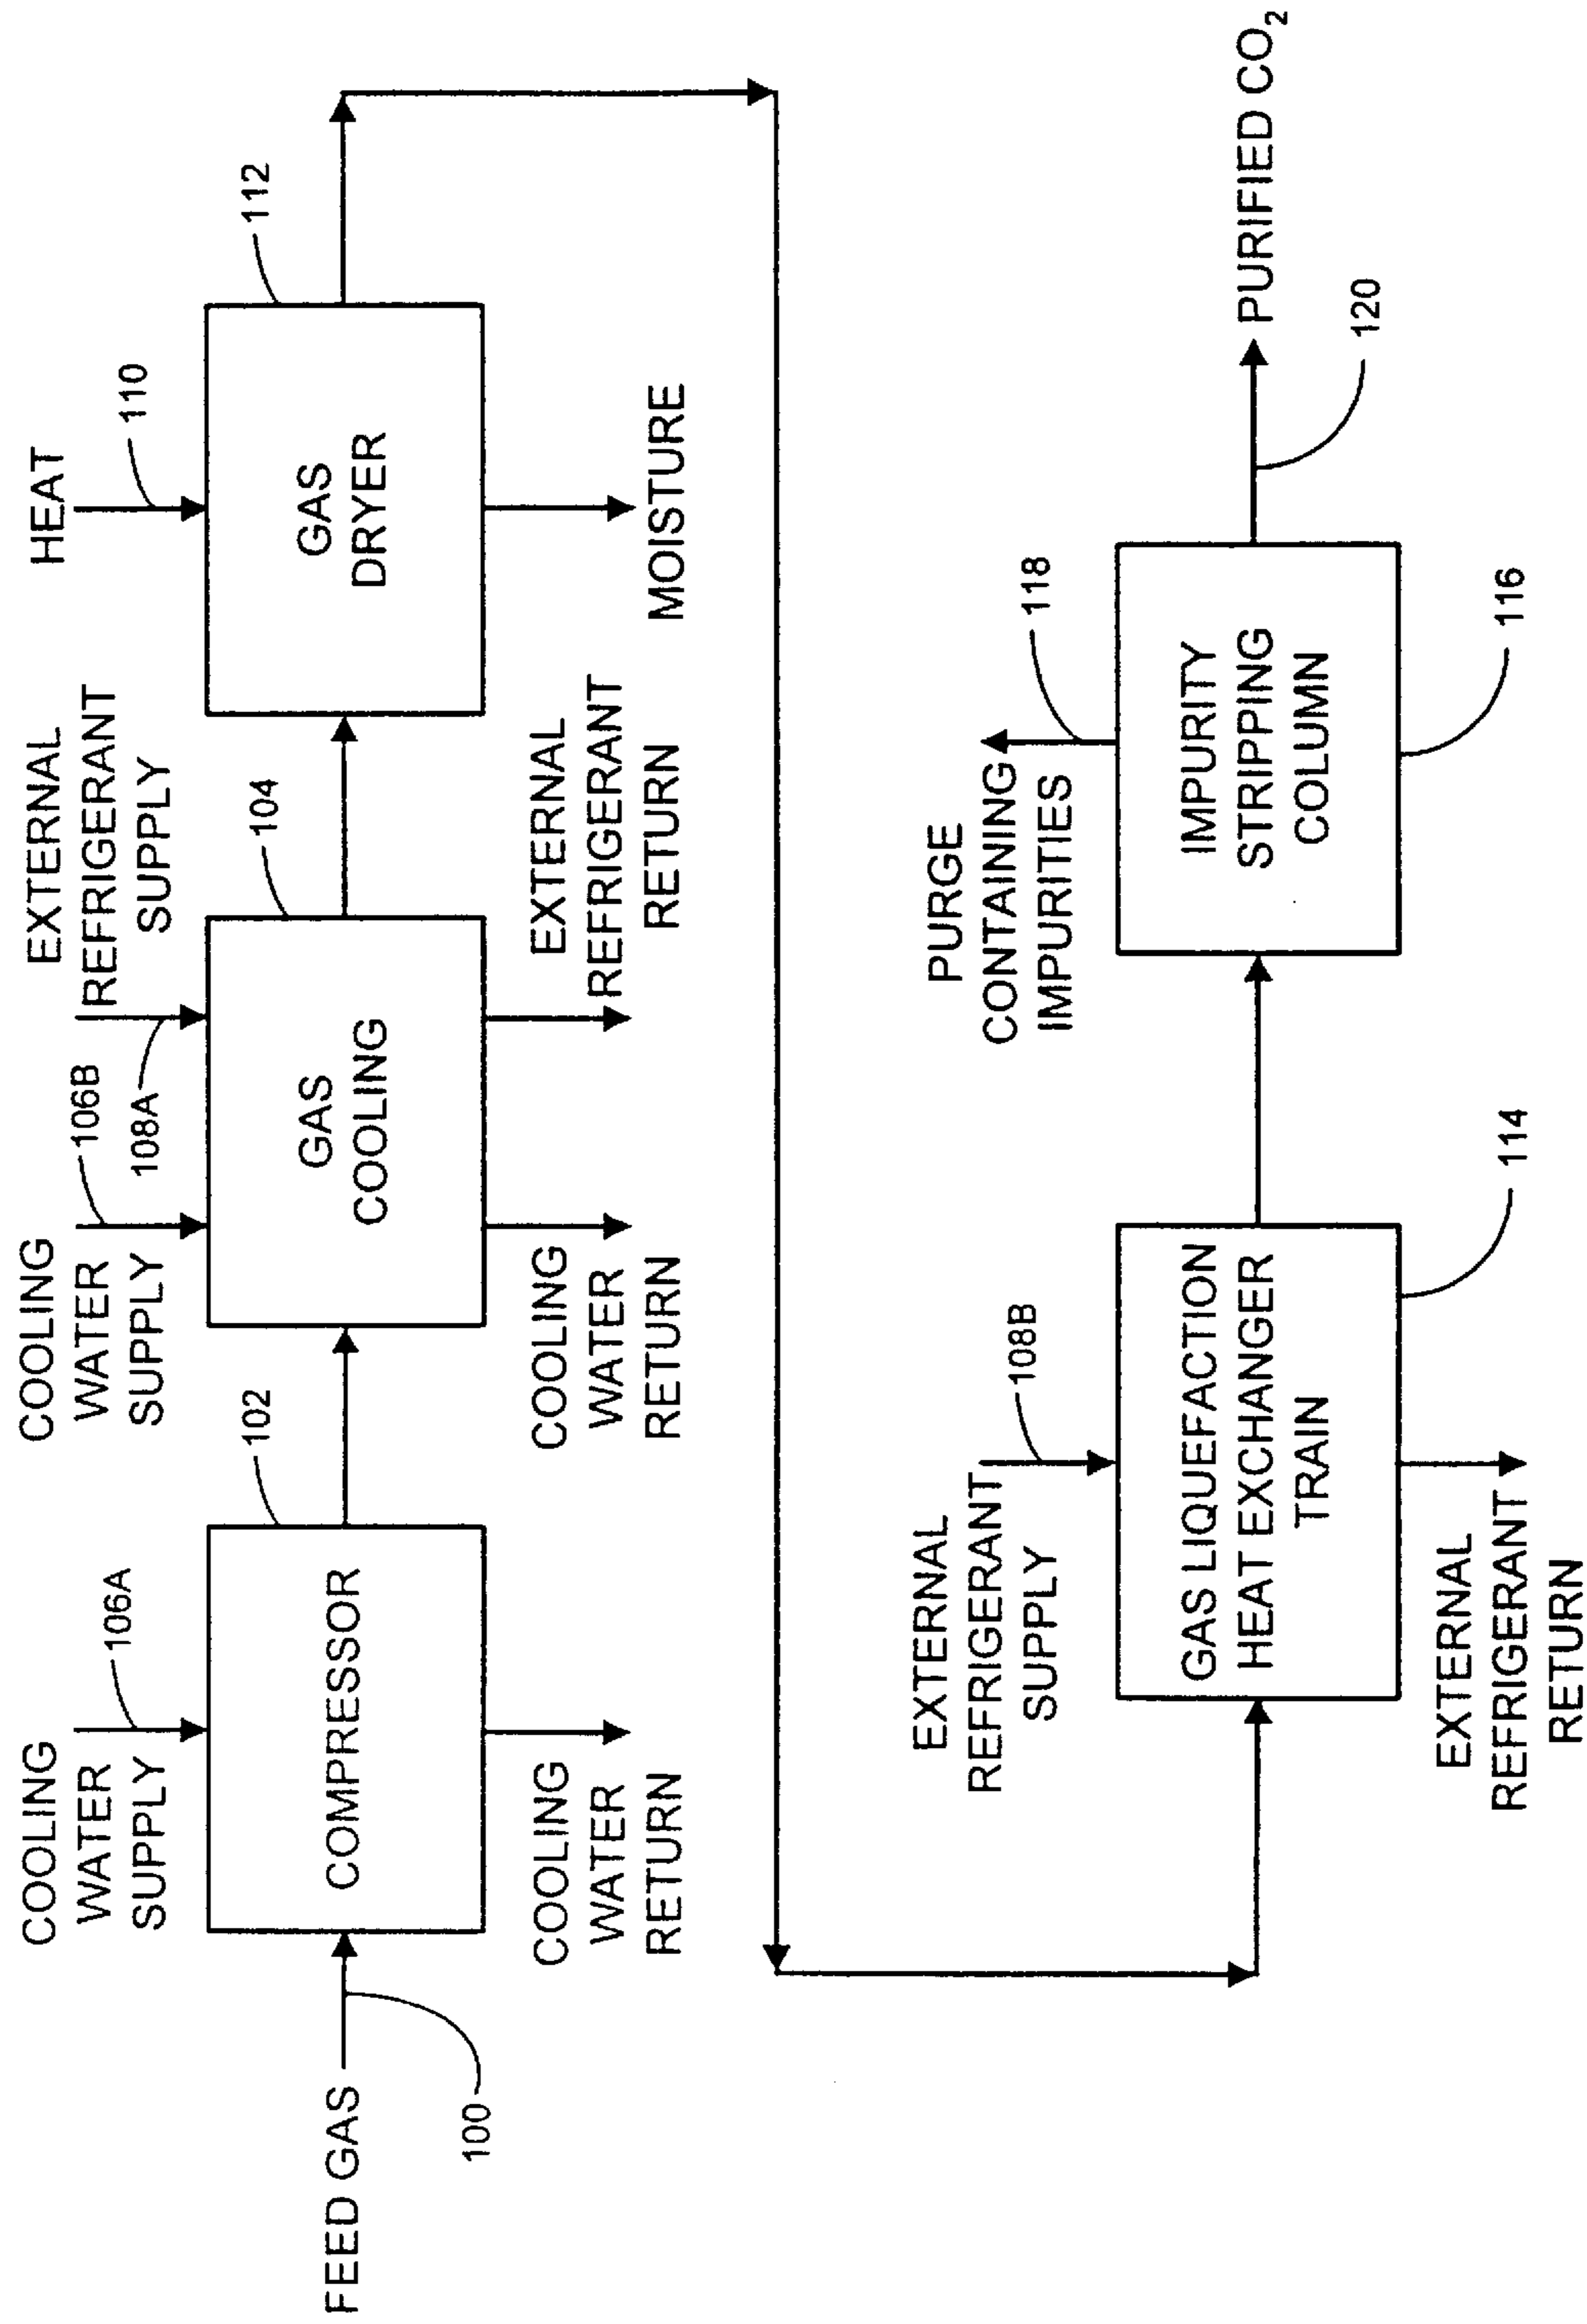 FEED GAS
100
COOLING
WATER
SUPPLY
106A
COMPRESSOR
102
COOLING
WATER
RETURN
COOLING
WATER
SUPPLY
106B
EXTERNAL
REFRIGERANT
SUPPLY
108A
GAS
COOLING
104
COOLING
WATER
RETURN
EXTERNAL
REFRIGERANT
RETURN
HEAT
110
GAS
DRYER
112
MOISTURE
EXTERNAL
REFRIGERANT
SUPPLY
108B
GAS LIQUEFACTION
HEAT EXCHANGER
TRAIN
114
EXTERNAL
REFRIGERANT
RETURN
PURGE
CONTAINING
IMPURITIES
118
IMPURITY
STRIPPING
COLUMN
116
120
PURIFIED CO₂